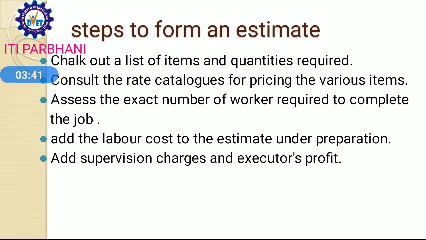 steps to form an estimate
ITI PARBHANI
Chalk out a list of items and quantities required.
03:41
Consult the rate catalogues for pricing the various items.
Assess the exact number of worker required to complete
the job .
add the labour cost to the estimate under preparation.
Add supervision charges and executor's profit.